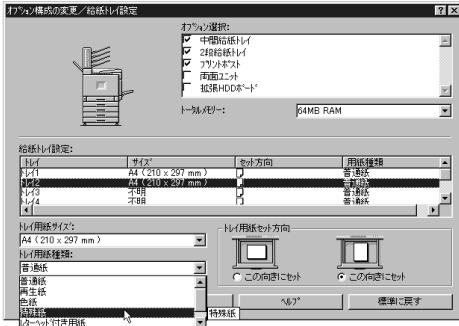 オプション構成の変更／給紙トレイ設定
オプション選択:
中間給紙トレイ
2段給紙トレイ
プリントポスト
両面ユニット
拡張HDDボード
トータルメモリー: 64MB RAM
給紙トレイ設定:
トレイ サイズ セット方向 用紙種類
トレイ1 A4 (210 x 297 mm) 普通紙
トレイ2 A4 (210 x 297 mm) 普通紙
トレイ3 不明 普通紙
トレイ4 不明 普通紙
トレイ用紙サイズ:
A4 (210 x 297 mm)
トレイ用紙種類:
普通紙
普通紙
再生紙
色紙
特殊紙
レターヘッド付き用紙
トレイ用紙セット方向
この向きにセット この向きにセット
特殊紙
ヘルプ 標準に戻す